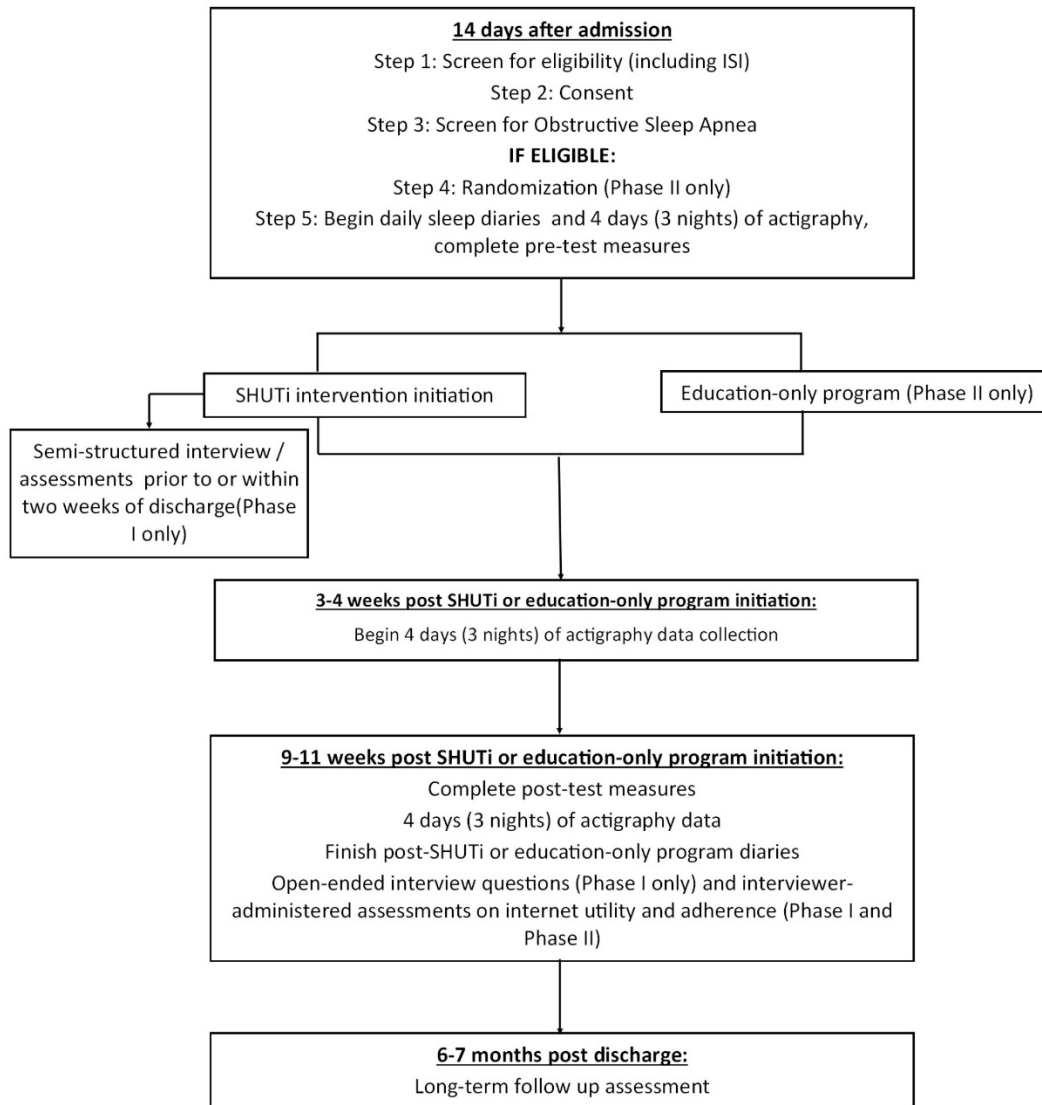 14 days after admission
Step 1: Screen for eligibility (including ISI)
Step 2: Consent
Step 3: Screen for Obstructive Sleep Apnea
IF ELIGIBLE:
Step 4: Randomization (Phase II only)
Step 5: Begin daily sleep diaries and 4 days (3 nights) of actigraphy,
complete pre-test measures
SHUTi intervention initiation
Education-only program (Phase II only)
Semi-structured interview /
assessments prior to or within
two weeks of discharge(Phase
I only)
3-4 weeks post SHUTi or education-only program initiation:
Begin 4 days (3 nights) of actigraphy data collection
9-11 weeks post SHUTi or education-only program initiation:
Complete post-test measures
4 days (3 nights) of actigraphy data
Finish post-SHUTi or education-only program diaries
Open-ended interview questions (Phase I only) and interviewer-
administered assessments on internet utility and adherence (Phase I and
Phase II)
6-7 months post discharge:
Long-term follow up assessment